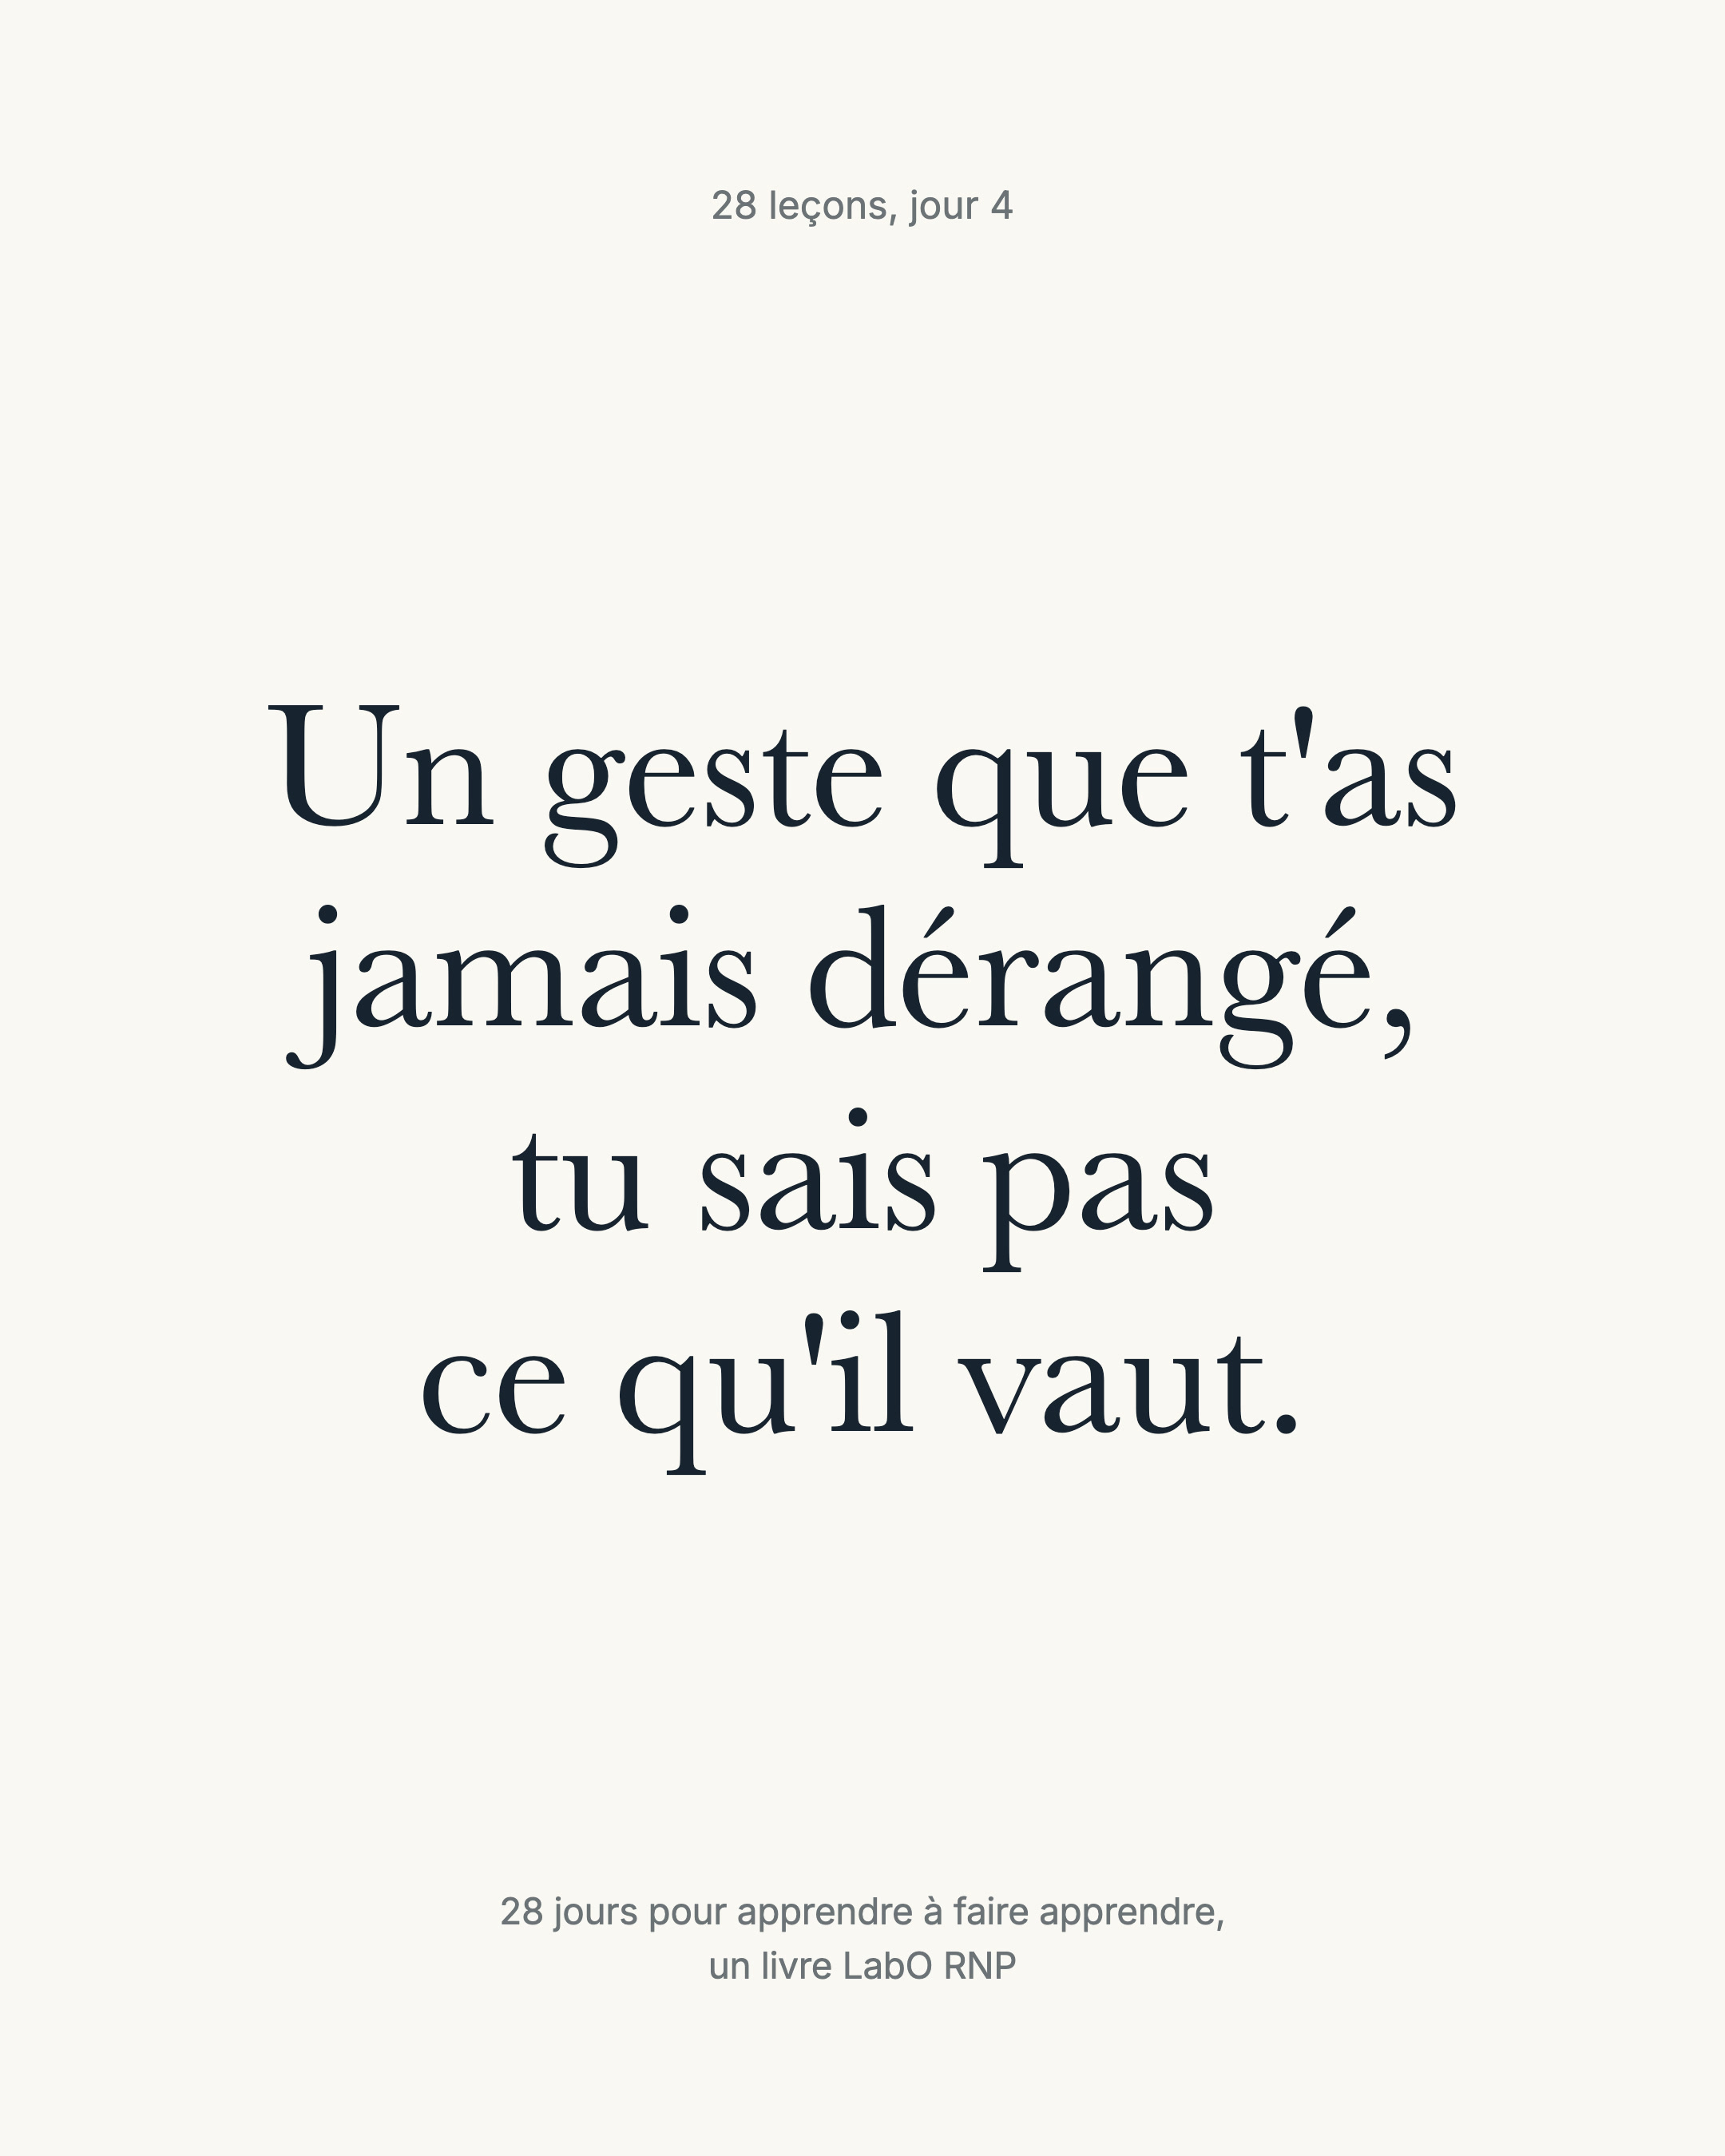 28 leçons, jour 4
Un geste que t'as
jamais dérangé,
tu sais pas
ce qu'il vaut.
28 jours pour apprendre à faire apprendre,
un livre LabO RNP